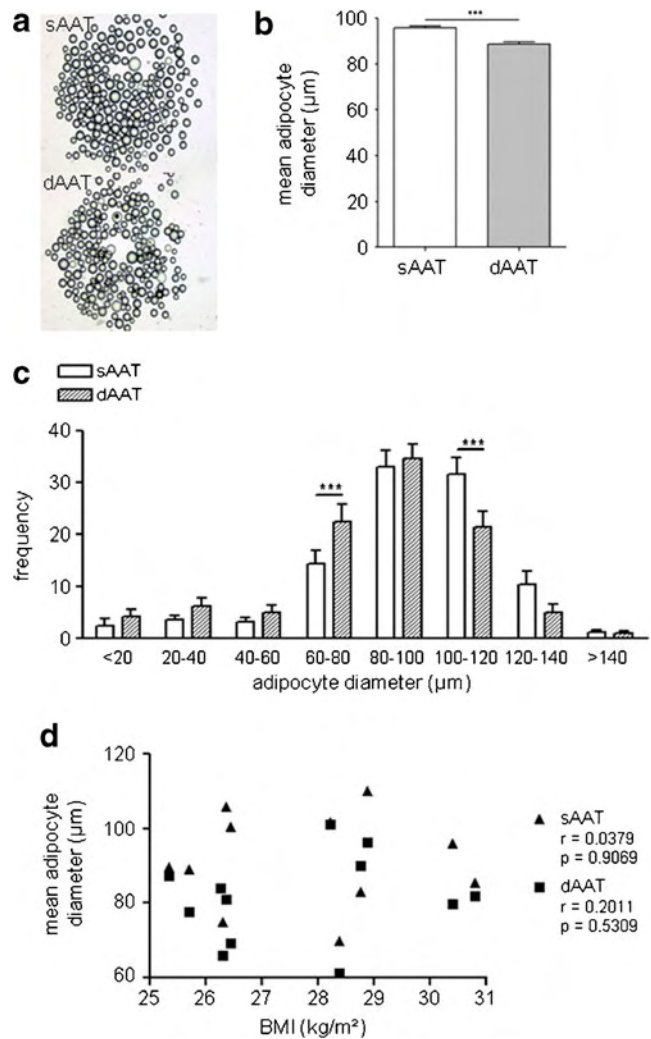 a
sAAT
dAAT
b
***
100
80
60
40
20
0
mean adipocyte
diameter (µm)
sAAT dAAT
c
sAAT
dAAT
40
30
20
10
0
frequency
*** ***
<20 20-40 40-60 60-80 80-100 100-120 120-140 >140
adipocyte diameter (µm)
d
120
100
80
60
mean adipocyte
diameter (µm)
25 26 27 28 29 30 31
BMI (kg/m²)
sAAT
r = 0.0379
p = 0.9069
dAAT
r = 0.2011
p = 0.5309